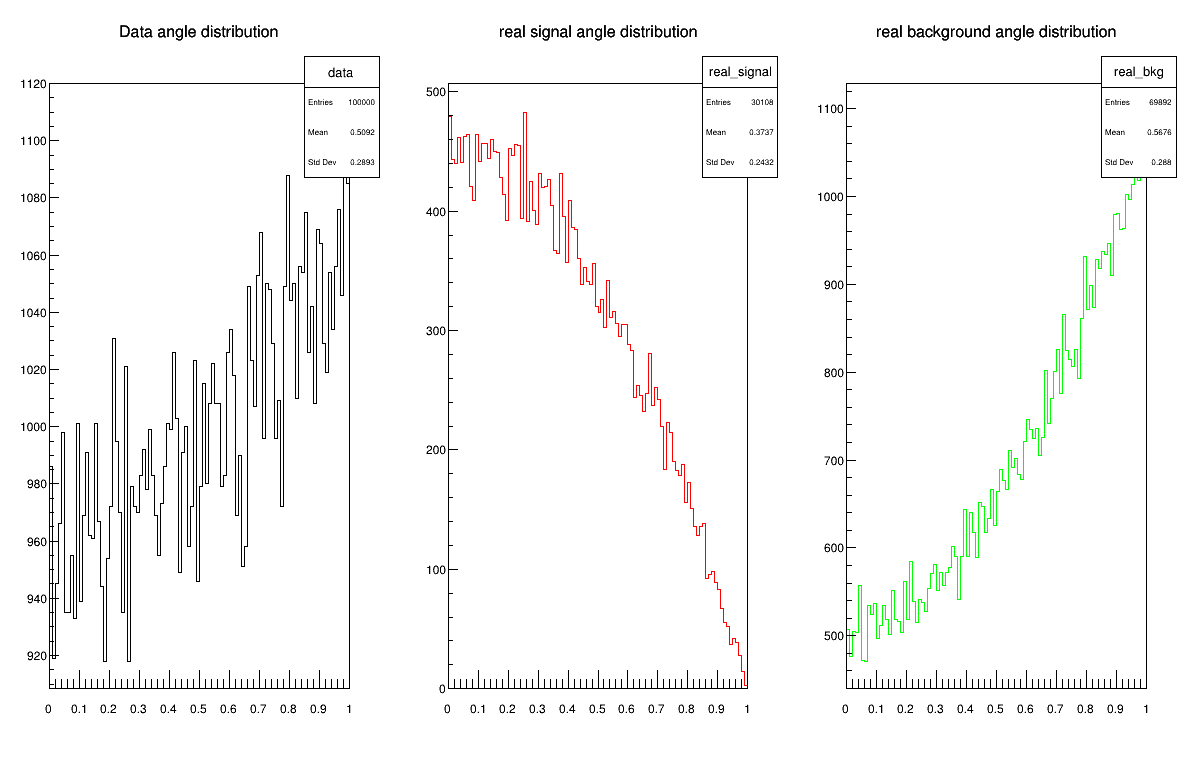 Data angle distribution
data
Entries 100000
Mean 0.5092
Std Dev 0.2893
1120
1100
1080
1060
1040
1020
1000
980
960
940
920
0 0.1 0.2 0.3 0.4 0.5 0.6 0.7 0.8 0.9 1
real signal angle distribution
real_signal
Entries 30108
Mean 0.3737
Std Dev 0.2432
500
400
300
200
100
0
0 0.1 0.2 0.3 0.4 0.5 0.6 0.7 0.8 0.9 1
real background angle distribution
real_bkg
Entries 69892
Mean 0.5676
Std Dev 0.288
1100
1000
900
800
700
600
500
0 0.1 0.2 0.3 0.4 0.5 0.6 0.7 0.8 0.9 1